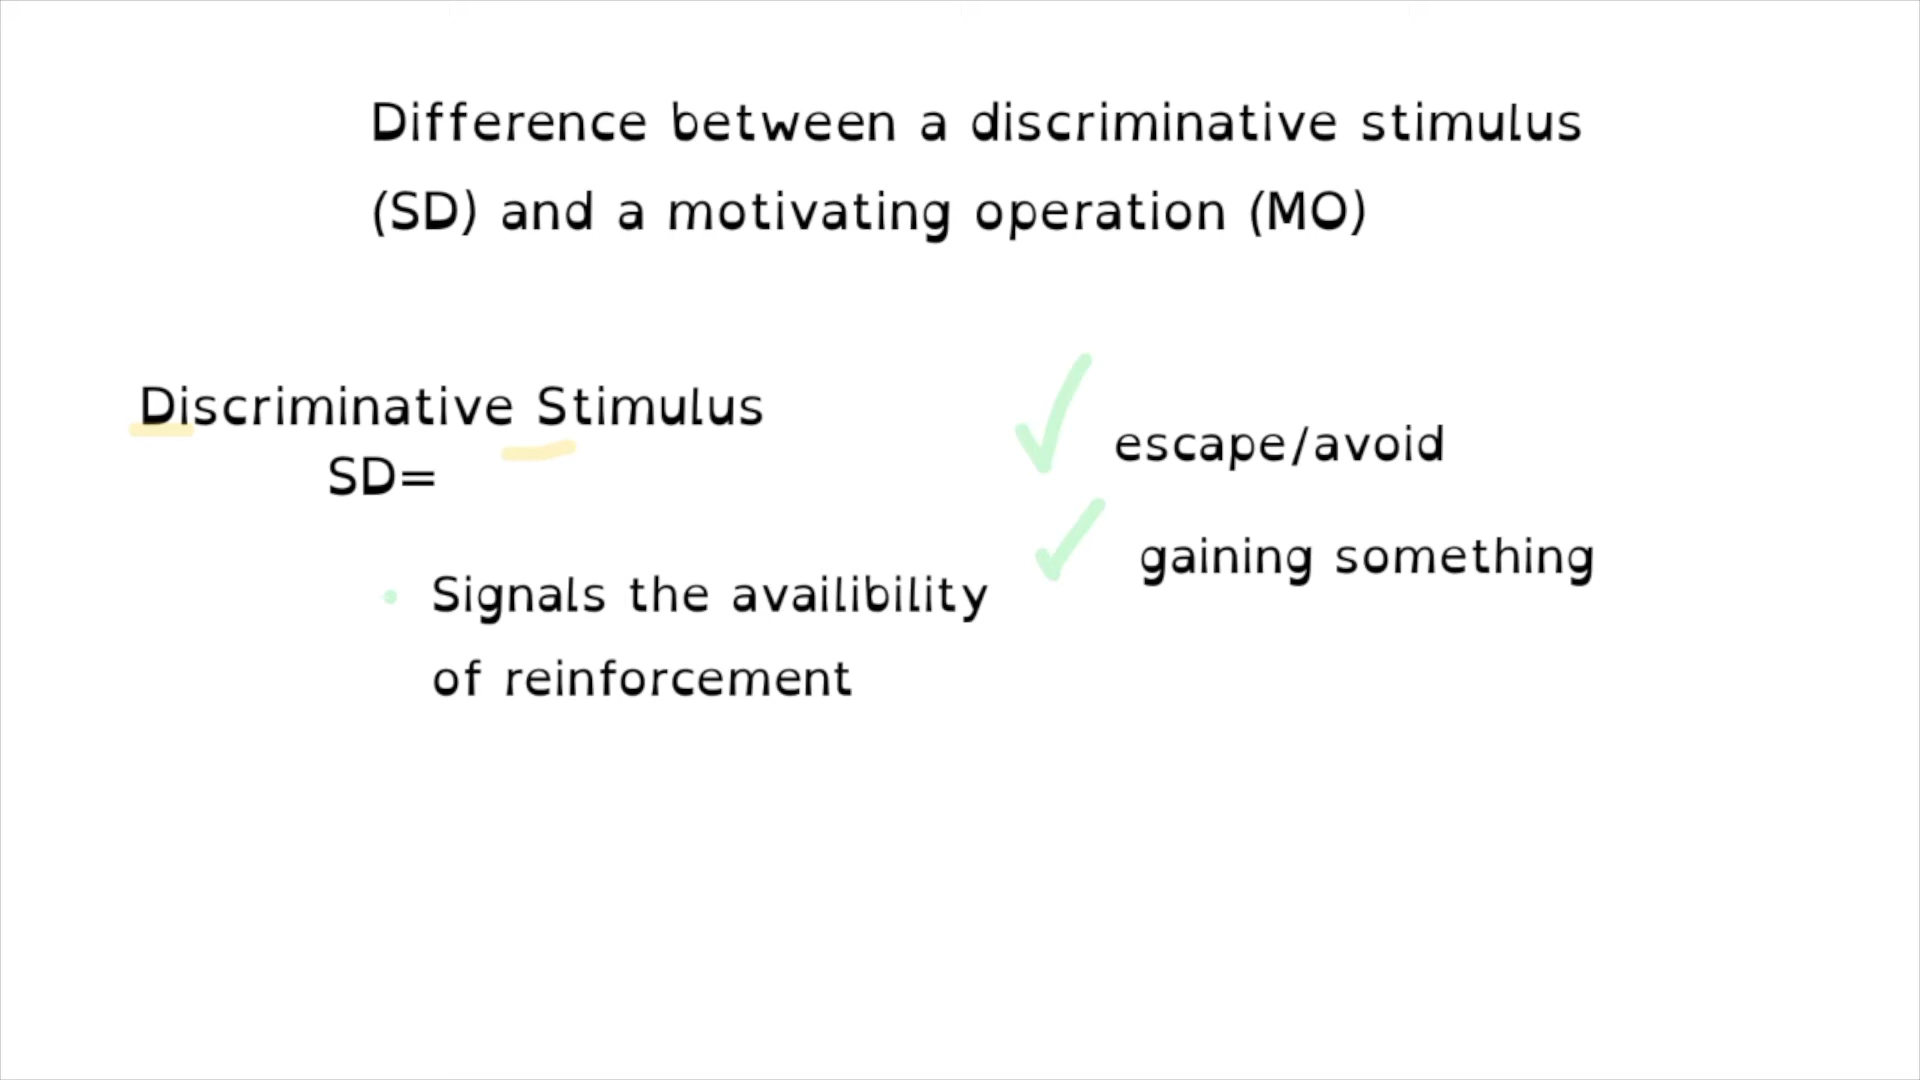 Difference between a discriminative stimulus
(SD) and a motivating operation (MO)
Discriminative Stimulus
SD=
• Signals the availibility
of reinforcement
escape/avoid
gaining something